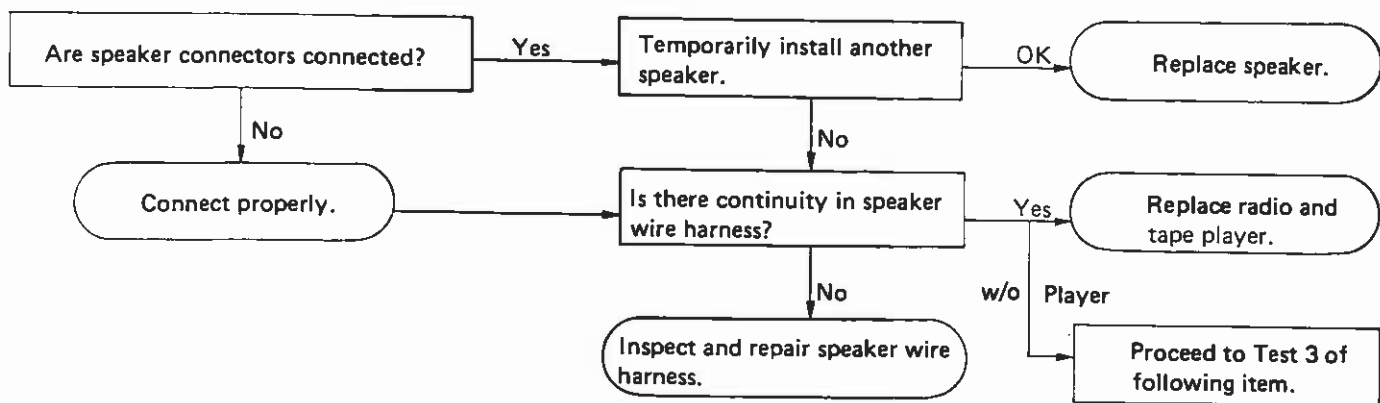 Are speaker connectors connected?
Yes
Temporarily install another
speaker.
OK
Replace speaker.
No
No
Connect properly.
Is there continuity in speaker
wire harness?
Yes
Replace radio and
tape player.
No
w/o Player
Inspect and repair speaker wire
harness.
Proceed to Test 3 of
following item.